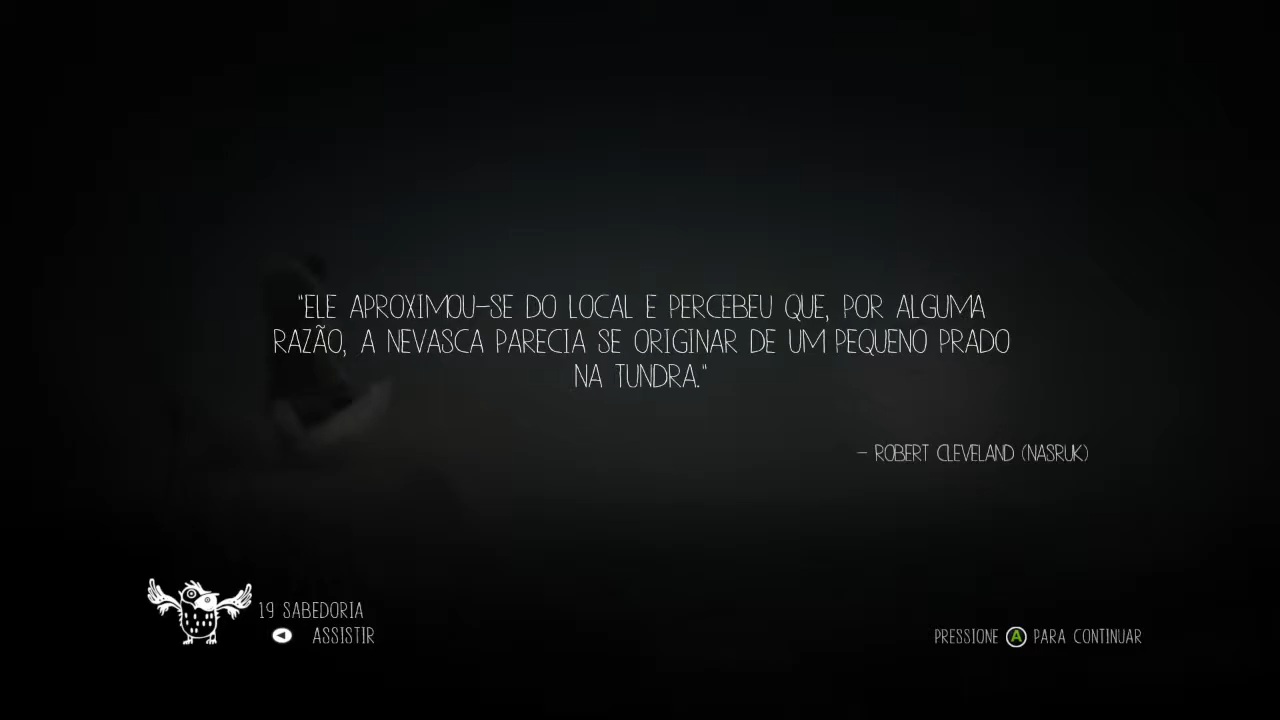 "ELE APROXIMOU-SE DO LOCAL E PERCEBEU QUE, POR ALGUMA
RAZÃO, A NEVASCA PARECIA SE ORIGINAR DE UM PEQUENO PRADO
NA TUNDRA."
- ROBERT CLEVELAND (NASRUK)
19 SABEDORIA
ASSISTIR
PRESSIONE A PARA CONTINUAR